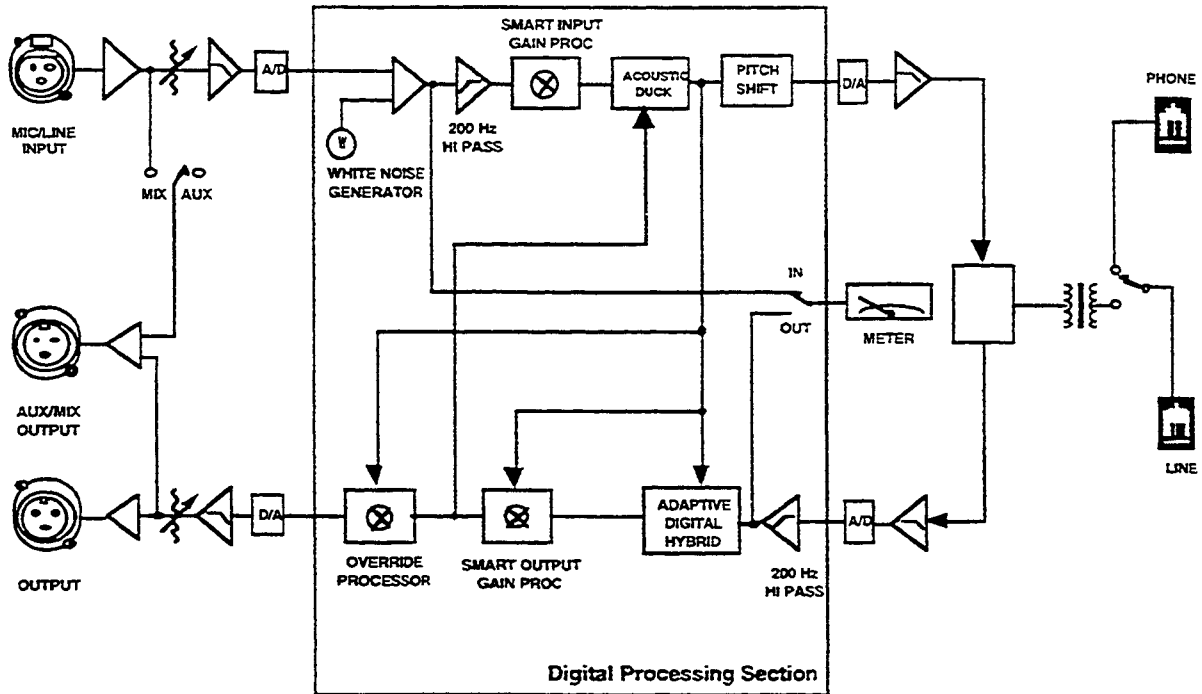 SMART INPUT
GAIN PROC
A/D
ACOUSTIC
DUCK
PITCH
SHIFT
D/A
PHONE
MIC/LINE
INPUT
200 Hz
HI PASS
WHITE NOISE
GENERATOR
MIX
AUX
IN
OUT
METER
AUX/MIX
OUTPUT
LINE
D/A
ADAPTIVE
DIGITAL
HYBRID
A/D
OUTPUT
OVERRIDE
PROCESSOR
SMART OUTPUT
GAIN PROC
200 Hz
HI PASS
Digital Processing Section